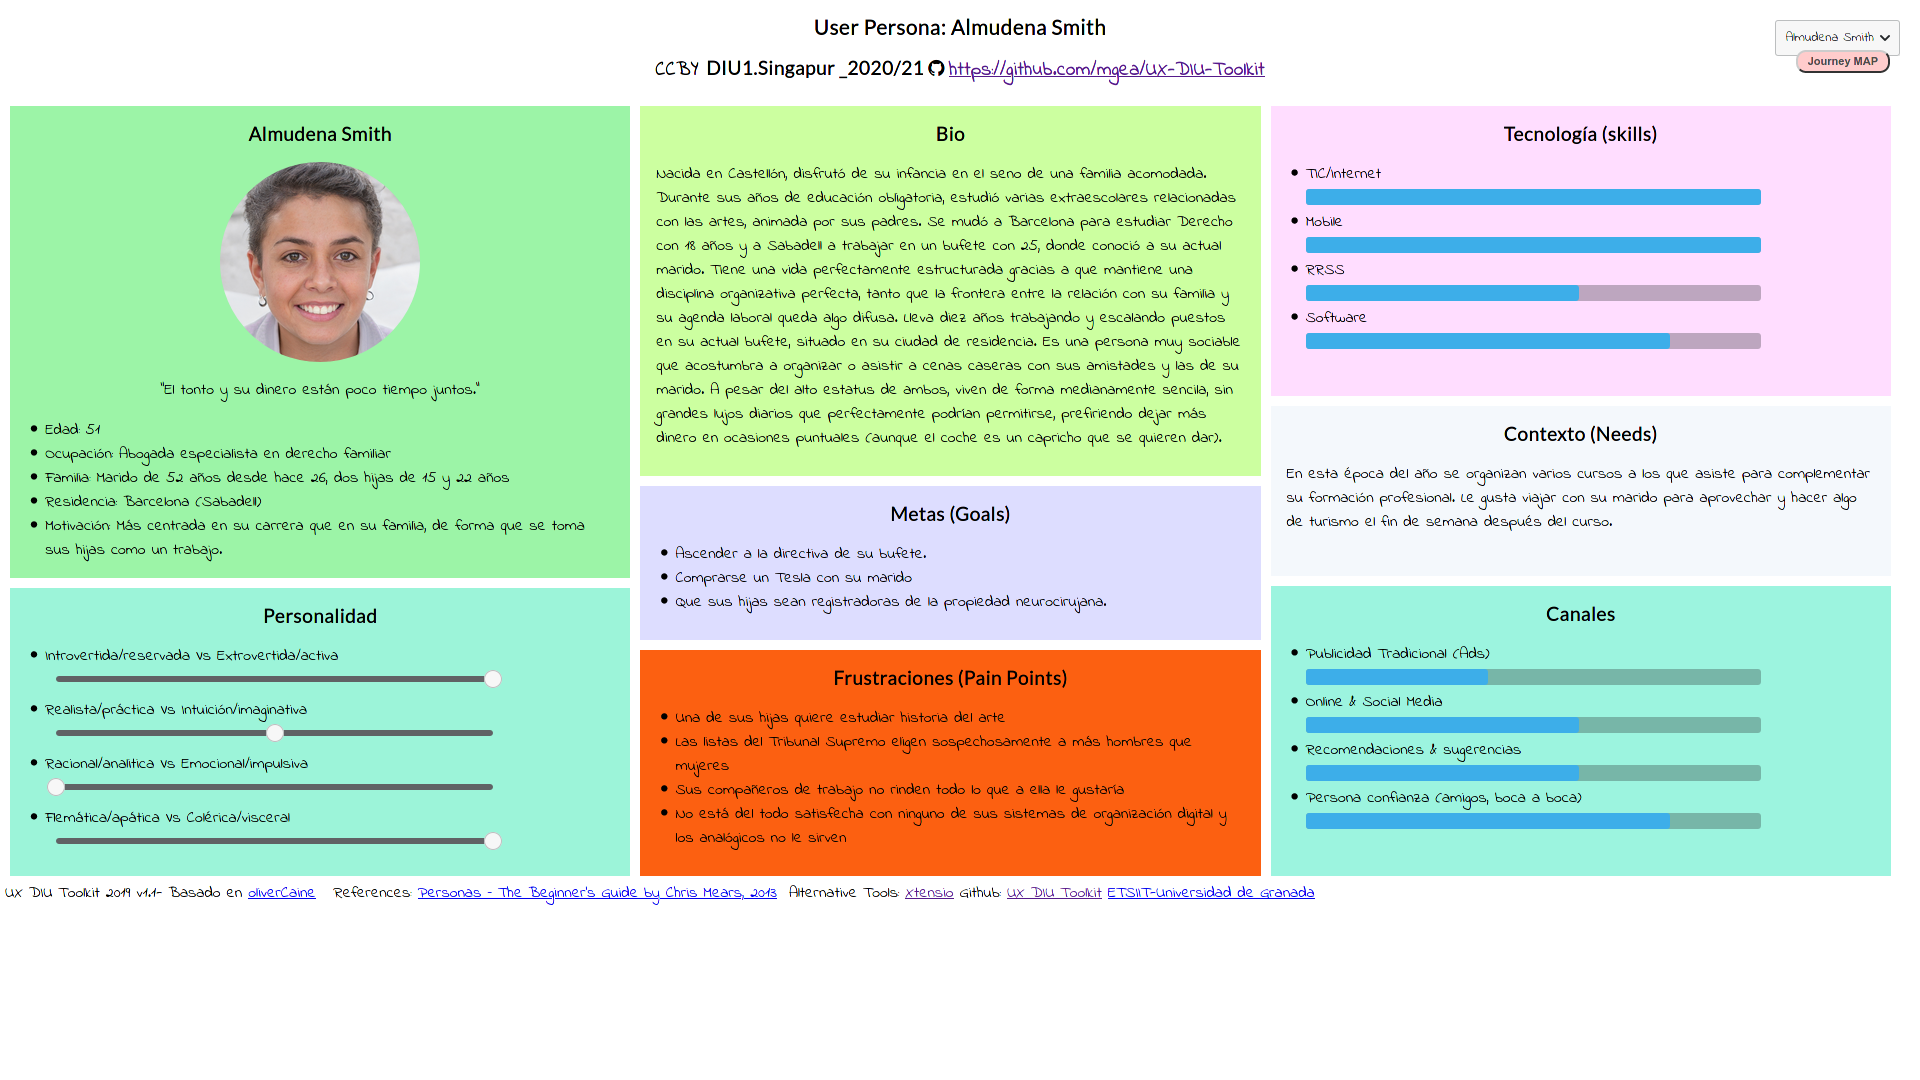 User Persona: Almudena Smith
CCBY DIU1.Singapur _2020/21 https://github.com/mgea/UX-DIU-Toolkit
Almudena Smith
Journey MAP
Almudena Smith
"El tonto y su dinero están poco tiempo juntos."
Edad: 51
Ocupación: Abogada especialista en derecho familiar
Familia: Marido de 52 años desde hace 26, dos hijas de 15 y 22 años
Residencia: Barcelona (Sabadell)
Motivación: Más centrada en su carrera que en su familia, de forma que se toma
sus hijas como un trabajo.
Personalidad
Introvertida/reservada Vs Extrovertida/activa
Realista/práctica Vs Intuición/imaginativa
Racional/analitica Vs Emocional/impulsiva
Flemática/apática Vs Colérica/visceral
Bio
Nacida en Castellón, disfrutó de su infancia en el seno de una familia acomodada.
Durante sus años de educación obligatoria, estudió varias extraescolares relacionadas
con las artes, animada por sus padres. Se mudó a Barcelona para estudiar Derecho
con 18 años y a Sabadell a trabajar en un bufete con 25, donde conoció a su actual
marido. Tiene una vida perfectamente estructurada gracias a que mantiene una
disciplina organizativa perfecta, tanto que la frontera entre la relación con su familia y
su agenda laboral queda algo difusa. Lleva diez años trabajando y escalando puestos
en su actual bufete, situado en su ciudad de residencia. Es una persona muy sociable
que acostumbra a organizar o asistir a cenas caseras con sus amistades y las de su
marido. A pesar del alto estatus de ambos, viven de forma medianamente sencila, sin
grandes lujos diarios que perfectamente podrían permitirse, prefiriendo dejar más
dinero en ocasiones puntuales (aunque el coche es un capricho que se quieren dar).
Metas (Goals)
Ascender a la directiva de su bufete.
Comprarse un Tesla con su marido
Que sus hijas sean registradoras de la propiedad neurocirujana.
Frustraciones (Pain Points)
Una de sus hijas quiere estudiar historia del arte
Las listas del Tribunal Supremo eligen sospechosamente a más hombres que
mujeres
Sus compañeros de trabajo no rinden todo lo que a ella le gustaría
No está del todo satisfecha con ninguno de sus sistemas de organización digital y
los analógicos no le sirven
Tecnología (skills)
TIC/Internet
Mobile
RRSS
Software
Contexto (Needs)
En esta época del año se organizan varios cursos a los que asiste para complementar
su formación profesional. Le gusta viajar con su marido para aprovechar y hacer algo
de turismo el fin de semana después del curso.
Canales
Publicidad Tradicional (Ads)
Online & Social Media
Recomendaciones & sugerencias
Persona confianza (amigos, boca a boca)
UX DIU Toolkit 2019 v1.1- Basado en oliverCaine References: Personas - The Beginner's Guide by Chris Mears, 2013 Alternative Tools: Xtensio Github: UX DIU Toolkit ETSIIT-Universidad de Granada